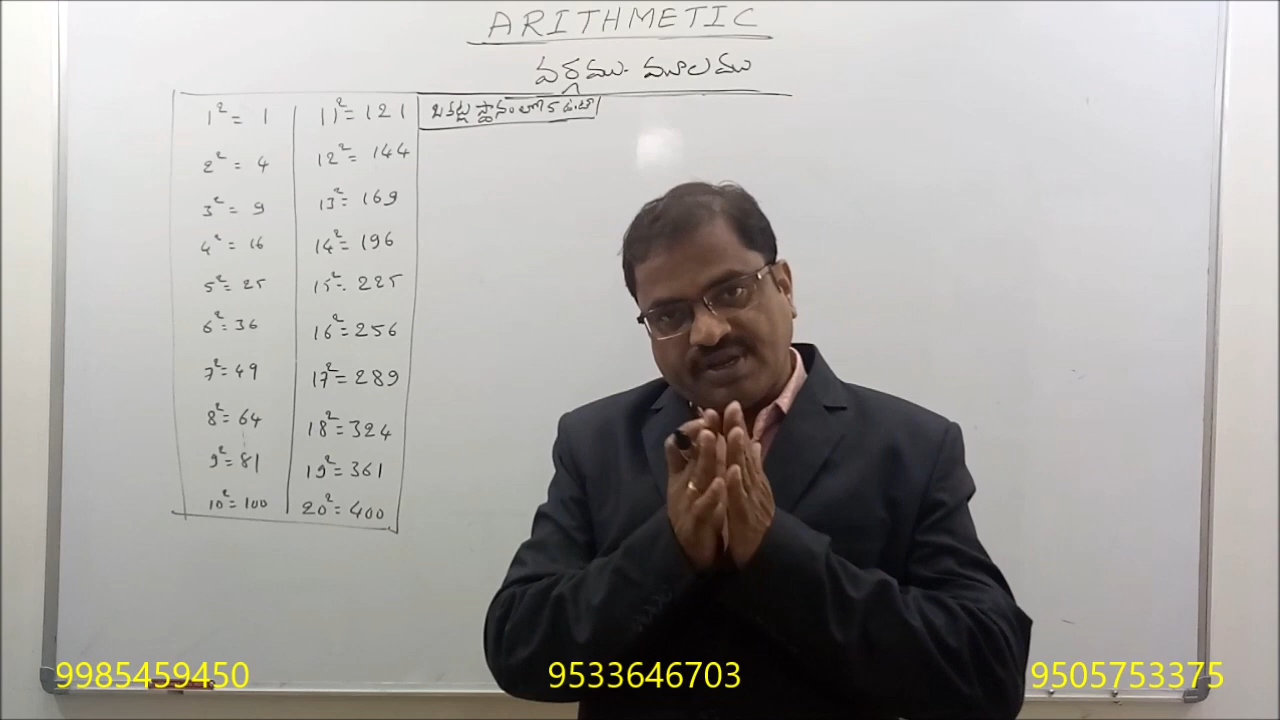 ARITHMETIC
వర్గము- మూలము
1² = 1
2² = 4
3² = 9
4² = 16
5² = 25
6² = 36
7² = 49
8² = 64
9² = 81
10² = 100
11² = 121
12² = 144
13² = 169
14² = 196
15² = 225
16² = 256
17² = 289
18² = 324
19² = 361
20² = 400
ఒకట్ల స్థానంలో 5
9985459450
9533646703
9505753375